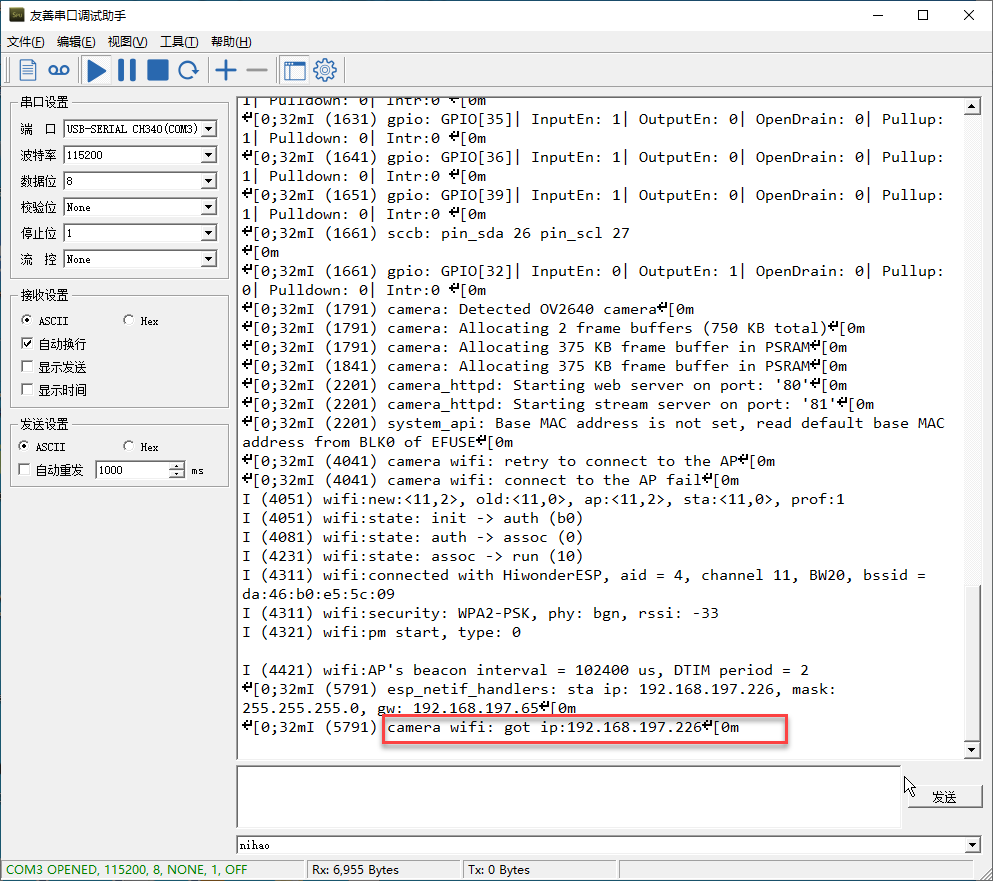 友善串口调试助手
文件(F) 编辑(E) 视图(V) 工具(T) 帮助(H)
串口设置
端 口 USB-SERIAL CH340(COM3)
波特率 115200
数据位 8
校验位 None
停止位 1
流 控 None
接收设置
ASCII Hex
自动换行
显示发送
显示时间
发送设置
ASCII Hex
自动重发 1000 ms
1| Pulldown: 0| Intr:0 [0m
[0;32mI (1631) gpio: GPIO[35]| InputEn: 1| OutputEn: 0| OpenDrain: 0| Pullup:
1| Pulldown: 0| Intr:0 [0m
[0;32mI (1641) gpio: GPIO[36]| InputEn: 1| OutputEn: 0| OpenDrain: 0| Pullup:
1| Pulldown: 0| Intr:0 [0m
[0;32mI (1651) gpio: GPIO[39]| InputEn: 1| OutputEn: 0| OpenDrain: 0| Pullup:
1| Pulldown: 0| Intr:0 [0m
[0;32mI (1661) sccb: pin_sda 26 pin_scl 27
[0m
[0;32mI (1661) gpio: GPIO[32]| InputEn: 0| OutputEn: 1| OpenDrain: 0| Pullup:
0| Pulldown: 0| Intr:0 [0m
[0;32mI (1791) camera: Detected OV2640 camera[0m
[0;32mI (1791) camera: Allocating 2 frame buffers (750 KB total)[0m
[0;32mI (1791) camera: Allocating 375 KB frame buffer in PSRAM[0m
[0;32mI (1841) camera: Allocating 375 KB frame buffer in PSRAM[0m
[0;32mI (2201) camera_httpd: Starting web server on port: '80'[0m
[0;32mI (2201) camera_httpd: Starting stream server on port: '81'[0m
[0;32mI (2201) system_api: Base MAC address is not set, read default base MAC
address from BLK0 of EFUSE[0m
[0;32mI (4041) camera wifi: retry to connect to the AP[0m
[0;32mI (4041) camera wifi: connect to the AP fail[0m
I (4051) wifi:new:<11,2>, old:<11,0>, ap:<11,2>, sta:<11,0>, prof:1
I (4051) wifi:state: init -> auth (b0)
I (4081) wifi:state: auth -> assoc (0)
I (4231) wifi:state: assoc -> run (10)
I (4311) wifi:connected with HiwonderESP, aid = 4, channel 11, BW20, bssid =
da:46:b0:e5:5c:09
I (4311) wifi:security: WPA2-PSK, phy: bgn, rssi: -33
I (4321) wifi:pm start, type: 0
I (4421) wifi:AP's beacon interval = 102400 us, DTIM period = 2
[0;32mI (5791) esp_netif_handlers: sta ip: 192.168.197.226, mask:
255.255.255.0, gw: 192.168.197.65[0m
[0;32mI (5791) camera wifi: got ip:192.168.197.226[0m
发送
nihao
COM3 OPENED, 115200, 8, NONE, 1, OFF Rx: 6,955 Bytes Tx: 0 Bytes